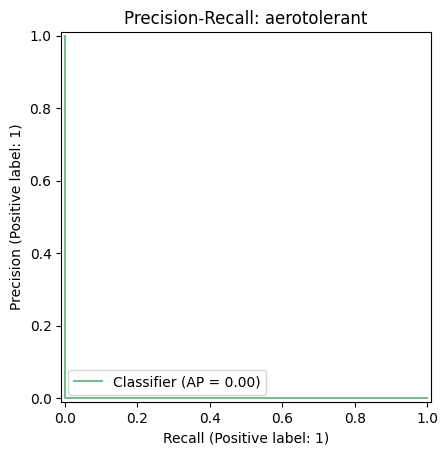 Precision-Recall: aerotolerant
1.0
0.8
0.6
0.4
0.2
0.0
Precision (Positive label: 1)
Classifier (AP = 0.00)
0.0 0.2 0.4 0.6 0.8 1.0
Recall (Positive label: 1)